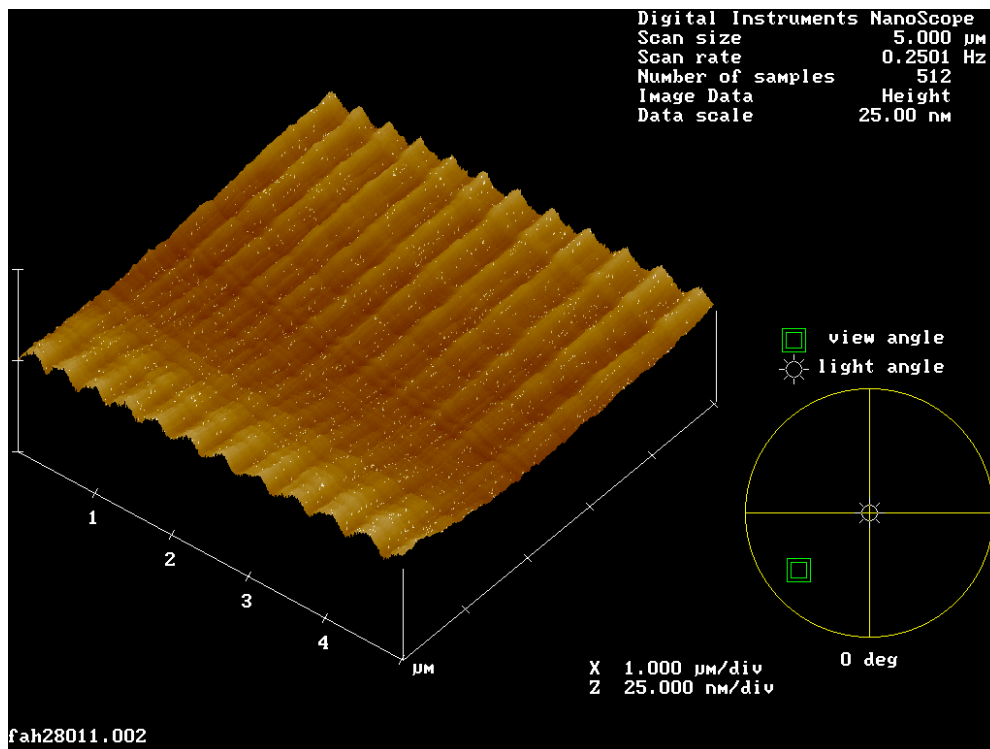 Digital Instruments NanoScope
Scan size 5.000 µm
Scan rate 0.2501 Hz
Number of samples 512
Image Data Height
Data scale 25.00 nm
view angle
light angle
1
2
3
4
µm
0 deg
X 1.000 µm/div
Z 25.000 nm/div
fah28011.002